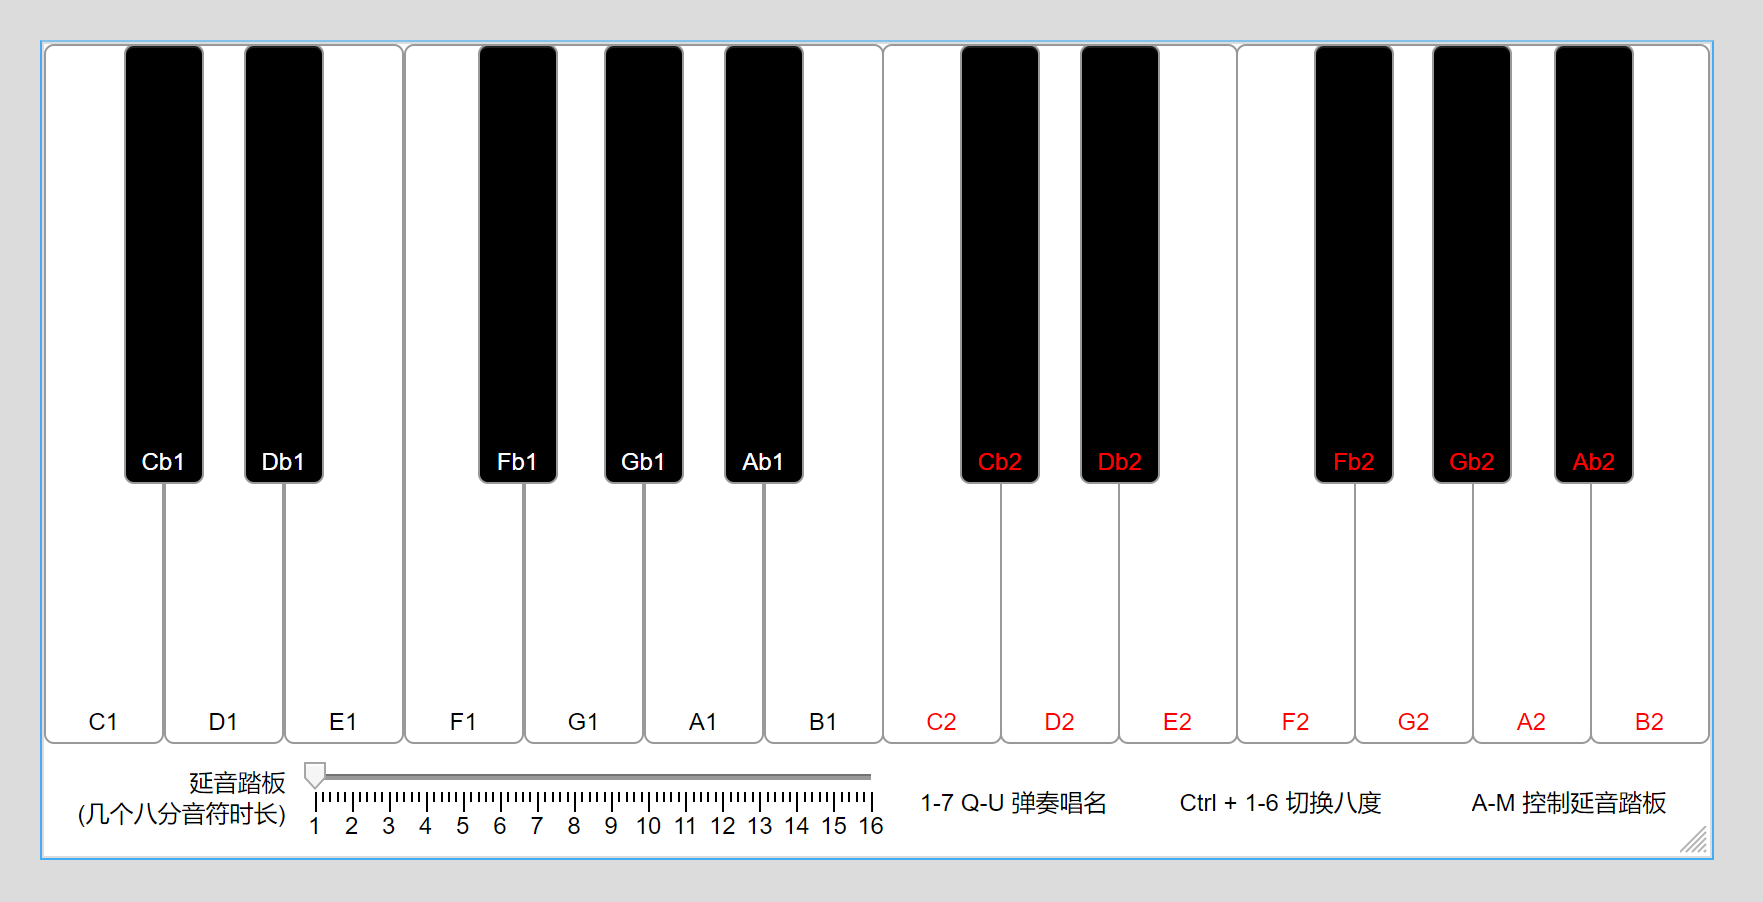 Cb1 Db1 Fb1 Gb1 Ab1 Cb2 Db2 Fb2 Gb2 Ab2
C1 D1 E1 F1 G1 A1 B1 C2 D2 E2 F2 G2 A2 B2
延音踏板
(几个八分音符时长)
1 2 3 4 5 6 7 8 9 10 11 12 13 14 15 16
1-7 Q-U 弹奏唱名
Ctrl + 1-6 切换八度
A-M 控制延音踏板